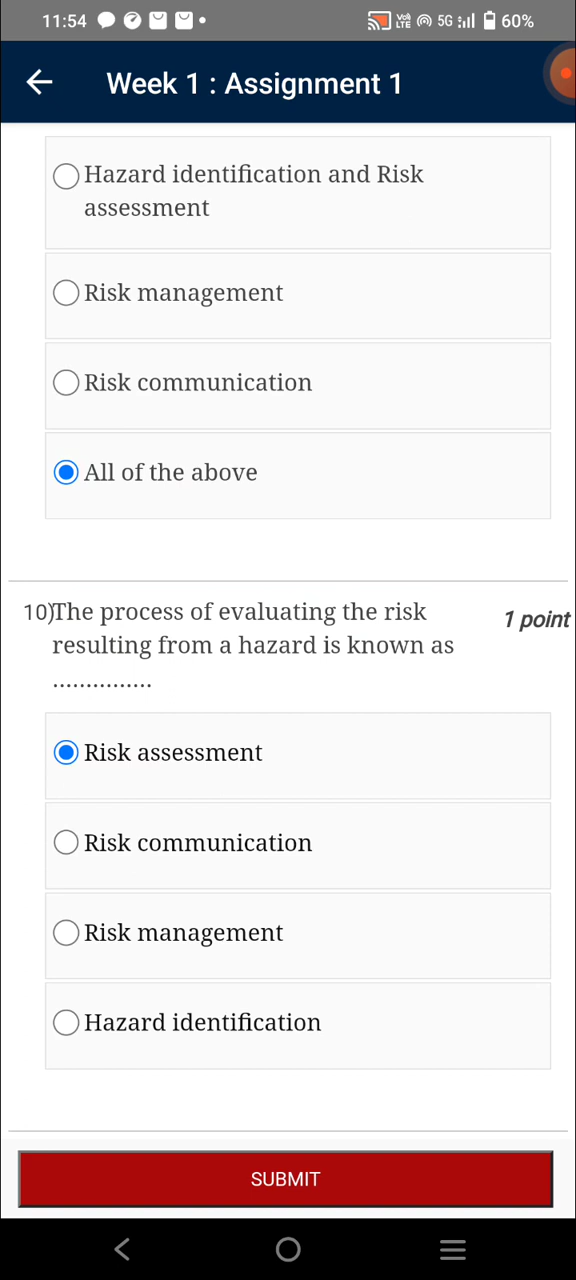 11:54 5G 60%
Week 1 : Assignment 1
Hazard identification and Risk
assessment
Risk management
Risk communication
All of the above
10)The process of evaluating the risk 1 point
resulting from a hazard is known as
...............
Risk assessment
Risk communication
Risk management
Hazard identification
SUBMIT